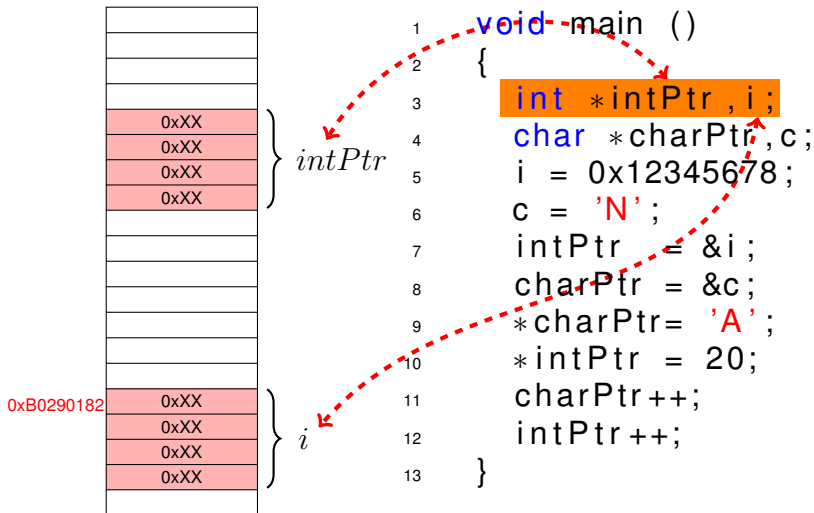 0xXX
0xXX
0xXX
0xXX
intPtr
0xB0290182
0xXX
0xXX
0xXX
0xXX
i
1 void main ()
2 {
3 int *intPtr ,i;
4 char *charPtr ,c;
5 i = 0x12345678;
6 c = 'N';
7 intPtr = &i;
8 charPtr = &c;
9 *charPtr= 'A';
10 *intPtr = 20;
11 charPtr++;
12 intPtr++;
13 }